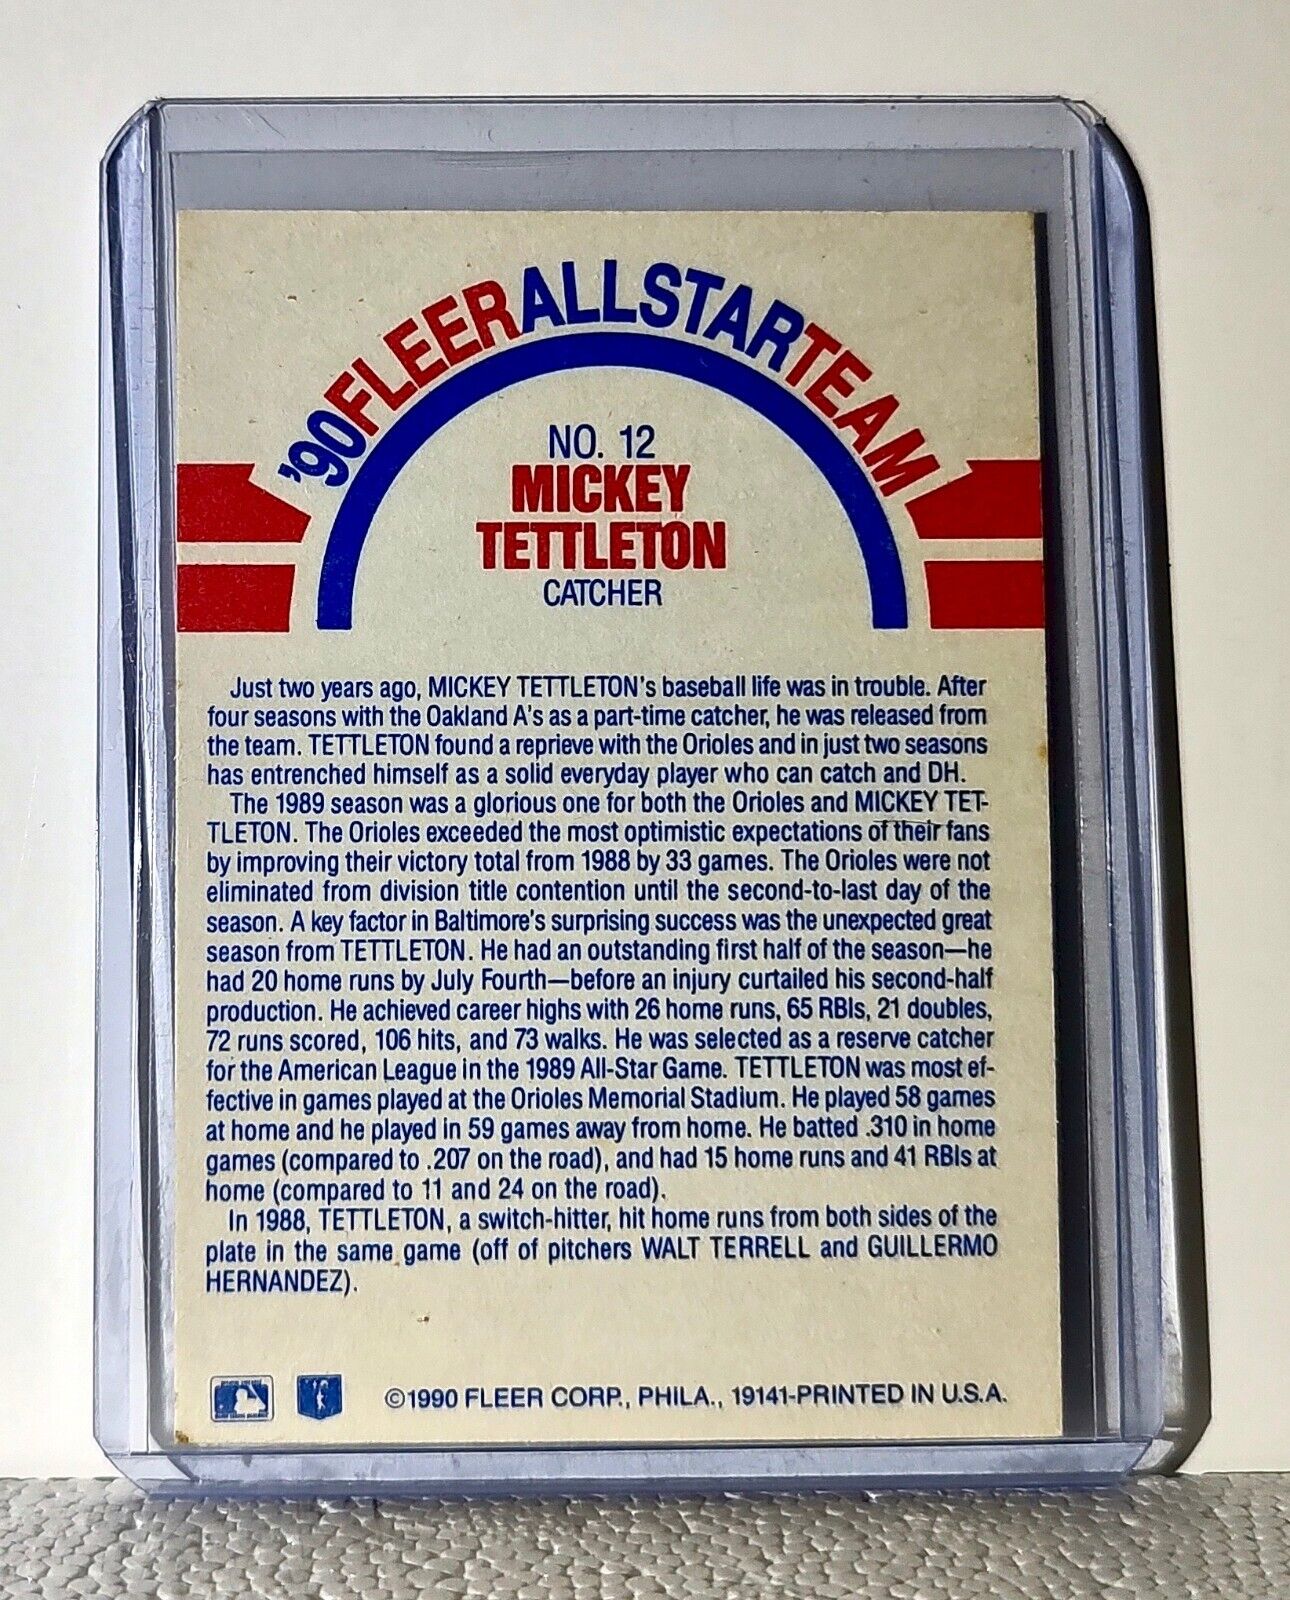 '90 FLEER ALL STAR TEAM
NO. 12
MICKEY
TETTLETON
CATCHER
Just two years ago, MICKEY TETTLETON's baseball life was in trouble. After
four seasons with the Oakland A's as a part-time catcher, he was released from
the team. TETTLETON found a reprieve with the Orioles and in just two seasons
has entrenched himself as a solid everyday player who can catch and DH.
The 1989 season was a glorious one for both the Orioles and MICKEY TET-
TLETON. The Orioles exceeded the most optimistic expectations of their fans
by improving their victory total from 1988 by 33 games. The Orioles were not
eliminated from division title contention until the second-to-last day of the
season. A key factor in Baltimore's surprising success was the unexpected great
season from TETTLETON. He had an outstanding first half of the season—he
had 20 home runs by July Fourth—before an injury curtailed his second-half
production. He achieved career highs with 26 home runs, 65 RBIs, 21 doubles,
72 runs scored, 106 hits, and 73 walks. He was selected as a reserve catcher
for the American League in the 1989 All-Star Game. TETTLETON was most ef-
fective in games played at the Orioles Memorial Stadium. He played 58 games
at home and he played in 59 games away from home. He batted .310 in home
games (compared to .207 on the road), and had 15 home runs and 41 RBIs at
home (compared to 11 and 24 on the road).
In 1988, TETTLETON, a switch-hitter, hit home runs from both sides of the
plate in the same game (off of pitchers WALT TERRELL and GUILLERMO
HERNANDEZ).
©1990 FLEER CORP., PHILA., 19141-PRINTED IN U.S.A.